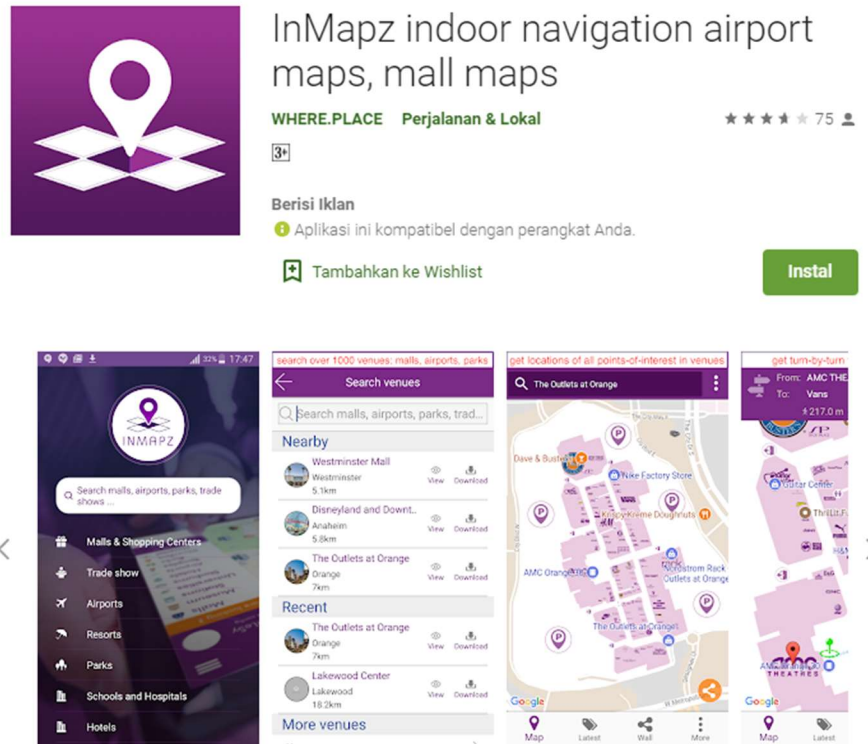 InMapz indoor navigation airport
maps, mall maps
WHERE.PLACE Perjalanan & Lokal
75
3+
Berisi Iklan
Aplikasi ini kompatibel dengan perangkat Anda.
Tambahkan ke Wishlist
Instal
32% 17:47
INMAPZ
Search malls, airports, parks, trade
shows ...
Malls & Shopping Centers
Trade show
Airports
Resorts
Parks
Schools and Hospitals
Hotels
search over 1000 venues: malls, airports, parks
Search venues
Search malls, airports, parks, trad...
Nearby
Westminster Mall
Westminster
5.1km
View Download
Disneyland and Downt..
Anaheim
5.8km
View Download
The Outlets at Orange
Orange
7km
View Download
Recent
The Outlets at Orange
Orange
7km
View Download
Lakewood Center
Lakewood
18.2km
View Download
More venues
get locations of all points-of-interest in venues
The Outlets at Orange
P
Dave & Buste
Nike Factory Store
P
P
Krispy Kreme Doughnuts
AMC Orange
Nordstrom Rack
Outlets at Orange
The Outlets at Orange
P
Google
Map Latest Wall More
get turn-by-turn
From: AMC THE
To: Vans
217.0 m
Guitar Center
Thrill It F
H&M
THEATRES
Google
Map Latest